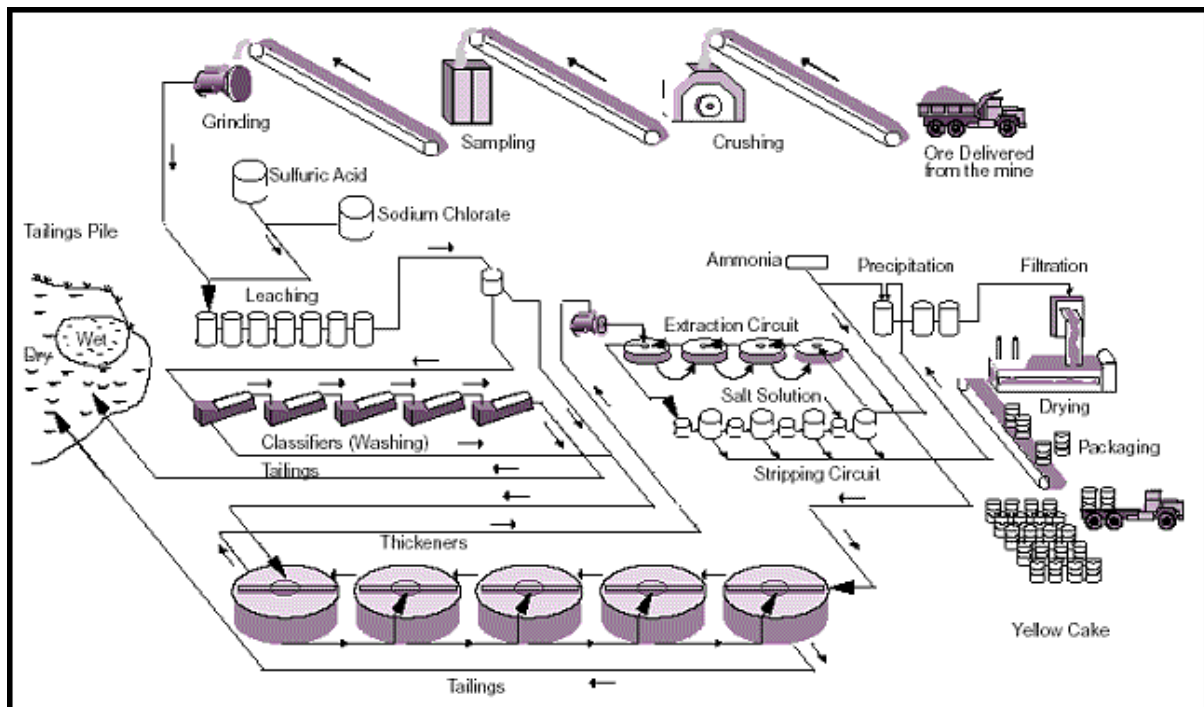 Grinding
Sampling
Crushing
Ore Delivered
from the mine
Sulfuric Acid
Sodium Chlorate
Tailings Pile
Leaching
Ammonia
Precipitation
Filtration
Wet
Dry
Extraction Circuit
Salt Solution
Drying
Classifiers (Washing)
Tailings
Stripping Circuit
Packaging
Thickeners
Yellow Cake
Tailings